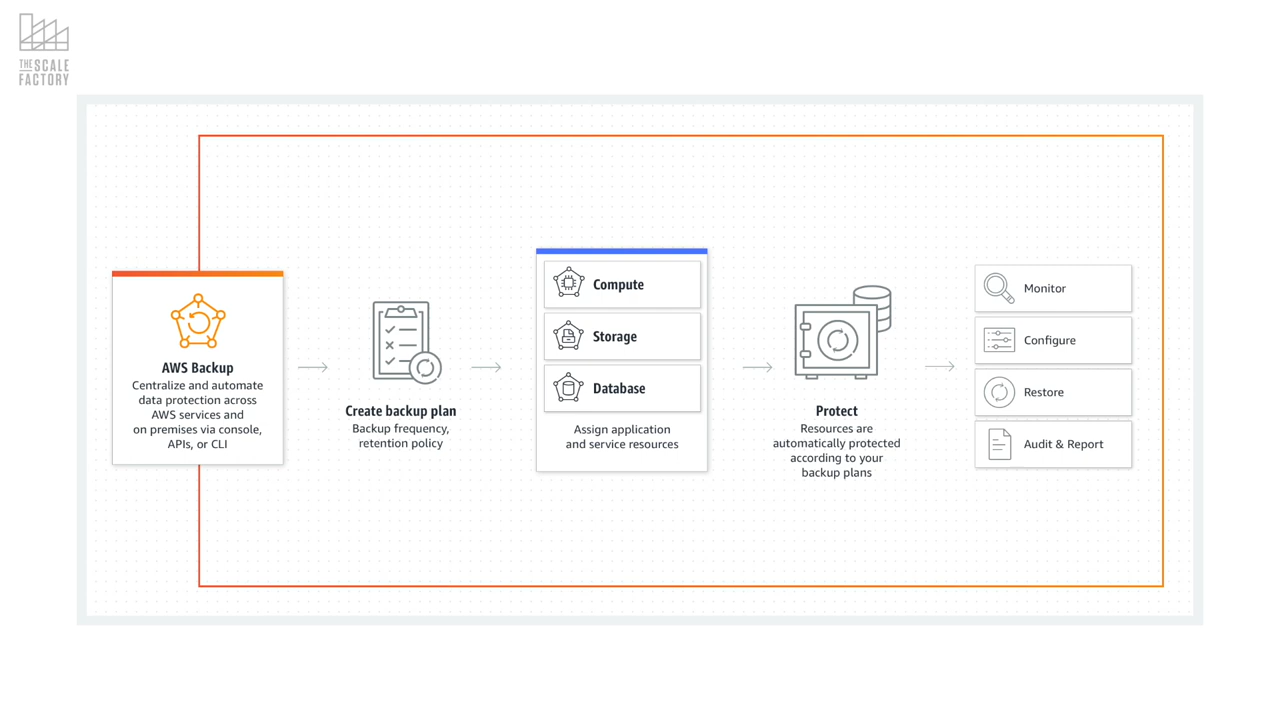 THE SCALE
FACTORY
AWS Backup
Centralize and automate
data protection across
AWS services and
on premises via console,
APIs, or CLI
Create backup plan
Backup frequency,
retention policy
Compute
Storage
Database
Assign application
and service resources
Protect
Resources are
automatically protected
according to your
backup plans
Monitor
Configure
Restore
Audit & Report